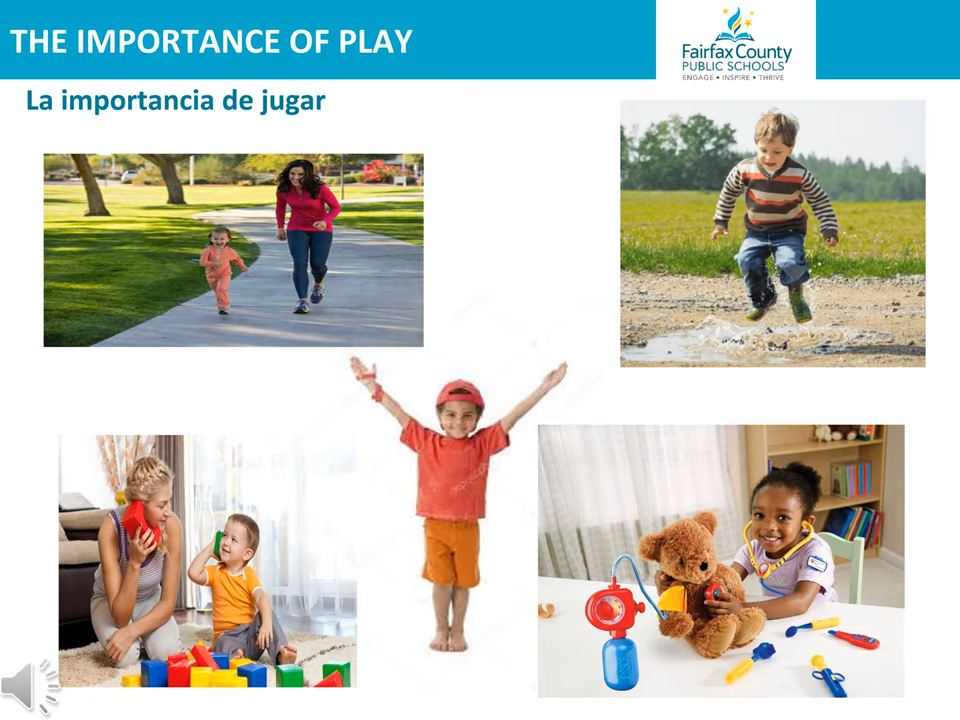 THE IMPORTANCE OF PLAY
Fairfax County
PUBLIC SCHOOLS
ENGAGE • INSPIRE • THRIVE
La importancia de jugar